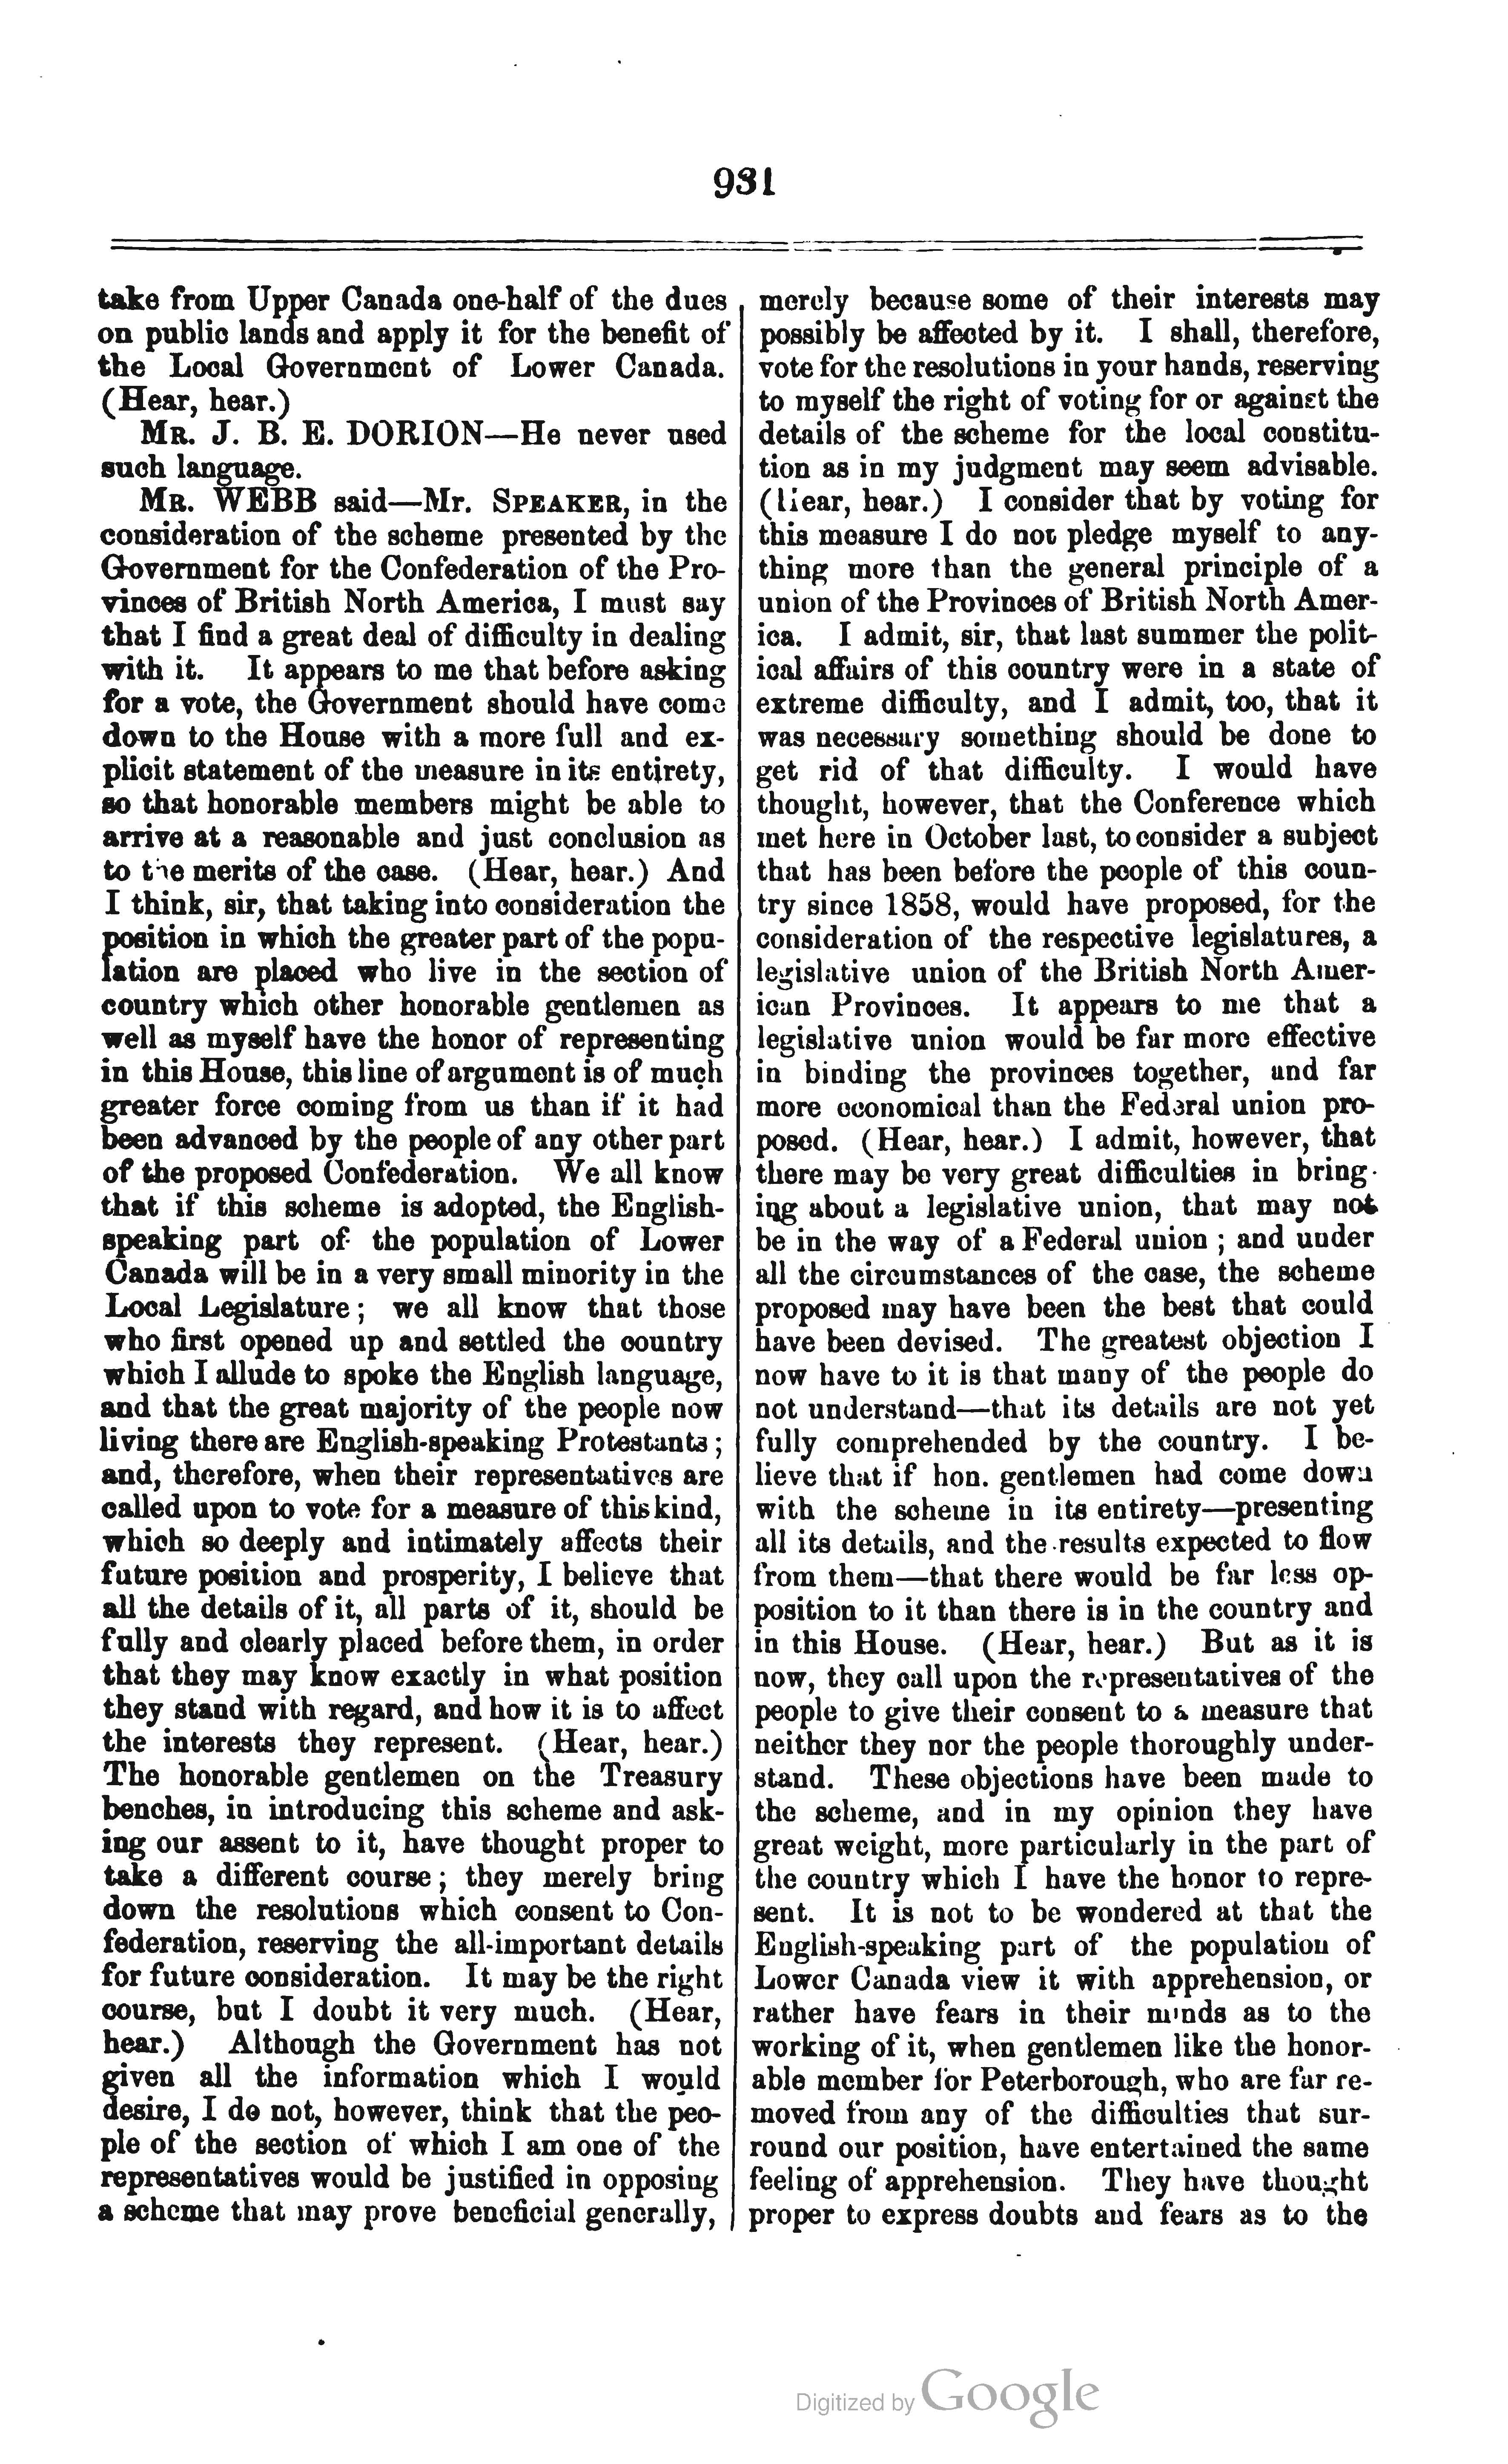 931
take from Upper Canada one-half of the dues
on public lands and apply it for the benefit of
the Local Government of Lower Canada.
(Hear, hear.)
MR. J. B. E. DORION—He never used
such language.
MR. WEBB said—Mr. SPEAKER, in the
consideration of the scheme presented by the
Government for the Confederation of the Pro-
vinces of British North America, I must say
that I find a great deal of difficulty in dealing
with it. It appears to me that before asking
for a vote, the Government should have come
down to the House with a more full and ex-
plicit statement of the measure in its entirety,
so that honorable members might be able to
arrive at a reasonable and just conclusion as
to the merits of the case. (Hear, hear.) And
I think, sir, that taking into consideration the
position in which the greater part of the popu-
lation are placed who live in the section of
country which other honorable gentlemen as
well as myself have the honor of representing
in this House, this line of argument is of much
greater force coming from us than if it had
been advanced by the people of any other part
of the proposed Confederation. We all know
that if this scheme is adopted, the English-
speaking part of the population of Lower
Canada will be in a very small minority in the
Local Legislature; we all know that those
who first opened up and settled the country
which I allude to spoke the English language,
and that the great majority of the people now
living there are English-speaking Protestants;
and, therefore, when their representatives are
called upon to vote for a measure of this kind,
which so deeply and intimately affects their
future position and prosperity, I believe that
all the details of it, all parts of it, should be
fully and clearly placed before them, in order
that they may know exactly in what position
they stand with regard, and how it is to affect
the interests they represent. (Hear, hear.)
The honorable gentlemen on the Treasury
benches, in introducing this scheme and ask-
ing our assent to it, have thought proper to
take a different course; they merely bring
down the resolutions which consent to Con-
federation, reserving the all-important details
for future consideration. It may be the right
course, but I doubt it very much. (Hear,
hear.) Although the Government has not
given all the information which I would
desire, I do not, however, think that the peo-
ple of the section of which I am one of the
representatives would be justified in opposing
a scheme that may prove beneficial generally,
merely because some of their interests may
possibly be affected by it. I shall, therefore,
vote for the resolutions in your hands, reserving
to myself the right of voting for or against the
details of the scheme for the local constitu-
tion as in my judgment may seem advisable.
(Hear, hear.) I consider that by voting for
this measure I do not pledge myself to any-
thing more than the general principle of a
union of the Provinces of British North Amer-
ica. I admit, sir, that last summer the polit-
ical affairs of this country were in a state of
extreme difficulty, and I admit, too, that it
was necessary something should be done to
get rid of that difficulty. I would have
thought, however, that the Conference which
met here in October last, to consider a subject
that has been before the people of this coun-
try since 1858, would have proposed, for the
consideration of the respective legislatures, a
legislative union of the British North Amer-
ican Provinces. It appears to me that a
legislative union would be far more effective
in binding the provinces together, and far
more economical than the Federal union pro-
posed. (Hear, hear.) I admit, however, that
there may be very great difficulties in bring-
ing about a legislative union, that may not
be in the way of a Federal union; and under
all the circumstances of the case, the scheme
proposed may have been the best that could
have been devised. The greatest objection I
now have to it is that many of the people do
not understand—that its details are not yet
fully comprehended by the country. I be-
lieve that if hon. gentlemen had come down
with the scheme in its entirety—presenting
all its details, and the results expected to flow
from them—that there would be far less op-
position to it than there is in the country and
in this House. (Hear, hear.) But as it is
now, they call upon the representatives of the
people to give their consent to a measure that
neither they nor the people thoroughly under-
stand. These objections have been made to
the scheme, and in my opinion they have
great weight, more particularly in the part of
the country which I have the honor to repre-
sent. It is not to be wondered at that the
English-speaking part of the population of
Lower Canada view it with apprehension, or
rather have fears in their minds as to the
working of it, when gentlemen like the honor-
able member for Peterborough, who are far re-
moved from any of the difficulties that sur-
round our position, have entertained the same
feeling of apprehension. They have thought
proper to express doubts and fears as to the
Digitized by Google